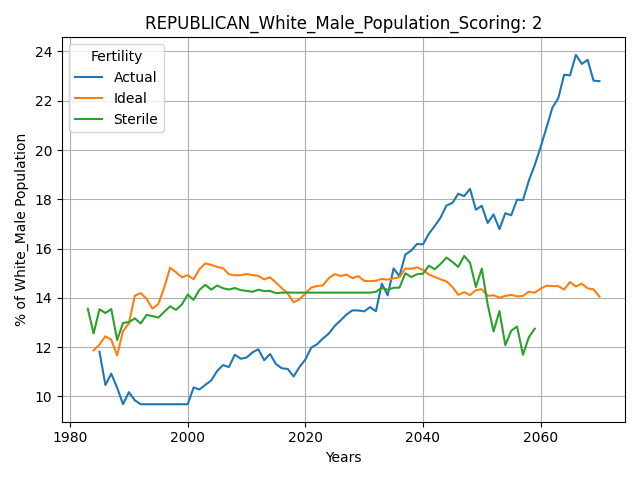 REPUBLICAN_White_Male_Population_Scoring: 2
Fertility
Actual
Ideal
Sterile
% of White_Male Population
24
22
20
18
16
14
12
10
1980 2000 2020 2040 2060
Years